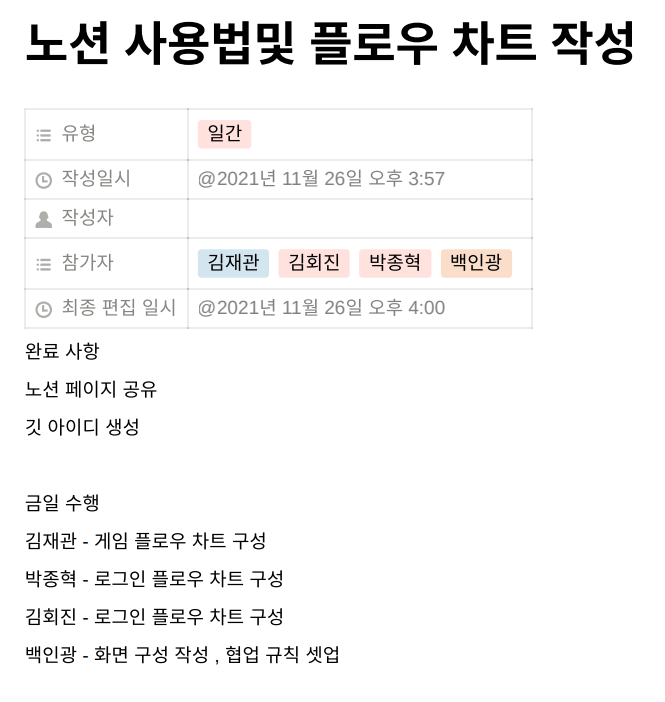 노션 사용법및 플로우 차트 작성
유형 일간
작성일시 @2021년 11월 26일 오후 3:57
작성자
참가자 김재관 김회진 박종혁 백인광
최종 편집 일시 @2021년 11월 26일 오후 4:00
완료 사항
노션 페이지 공유
깃 아이디 생성
금일 수행
김재관 - 게임 플로우 차트 구성
박종혁 - 로그인 플로우 차트 구성
김회진 - 로그인 플로우 차트 구성
백인광 - 화면 구성 작성 , 협업 규칙 셋업